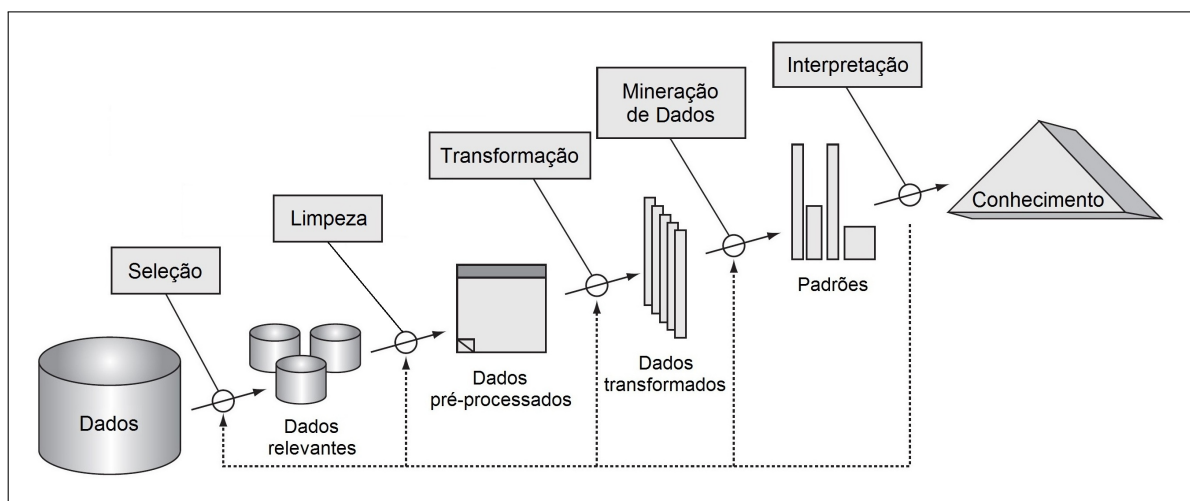 Interpretação
Mineração
de Dados
Transformação
Limpeza
Seleção
Conhecimento
Padrões
Dados
transformados
Dados
pré-processados
Dados
relevantes
Dados